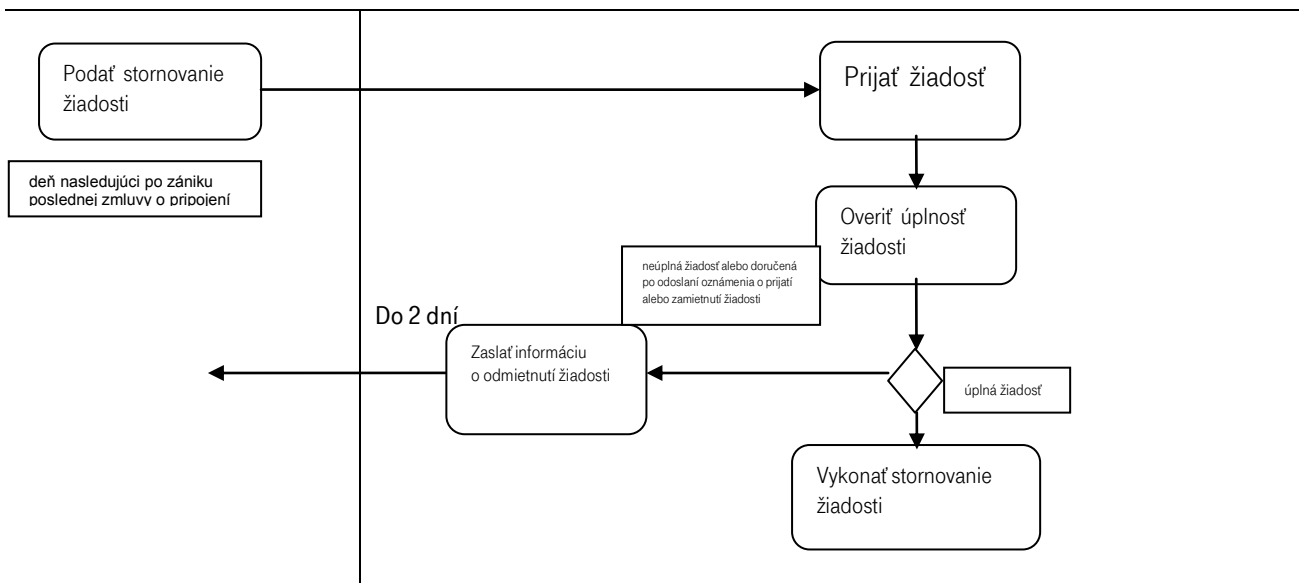 Podať stornovanie
žiadosti
Prijať žiadosť
deň nasledujúci po zániku
poslednej zmluvy o pripojení
Overiť úplnosť
žiadosti
neúplná žiadosť alebo doručená
po odoslaní oznámenia o prijatí
alebo zamietnutí žiadosti
Do 2 dní
Zaslať informáciu
o odmietnutí žiadosti
úplná žiadosť
Vykonať stornovanie
žiadosti